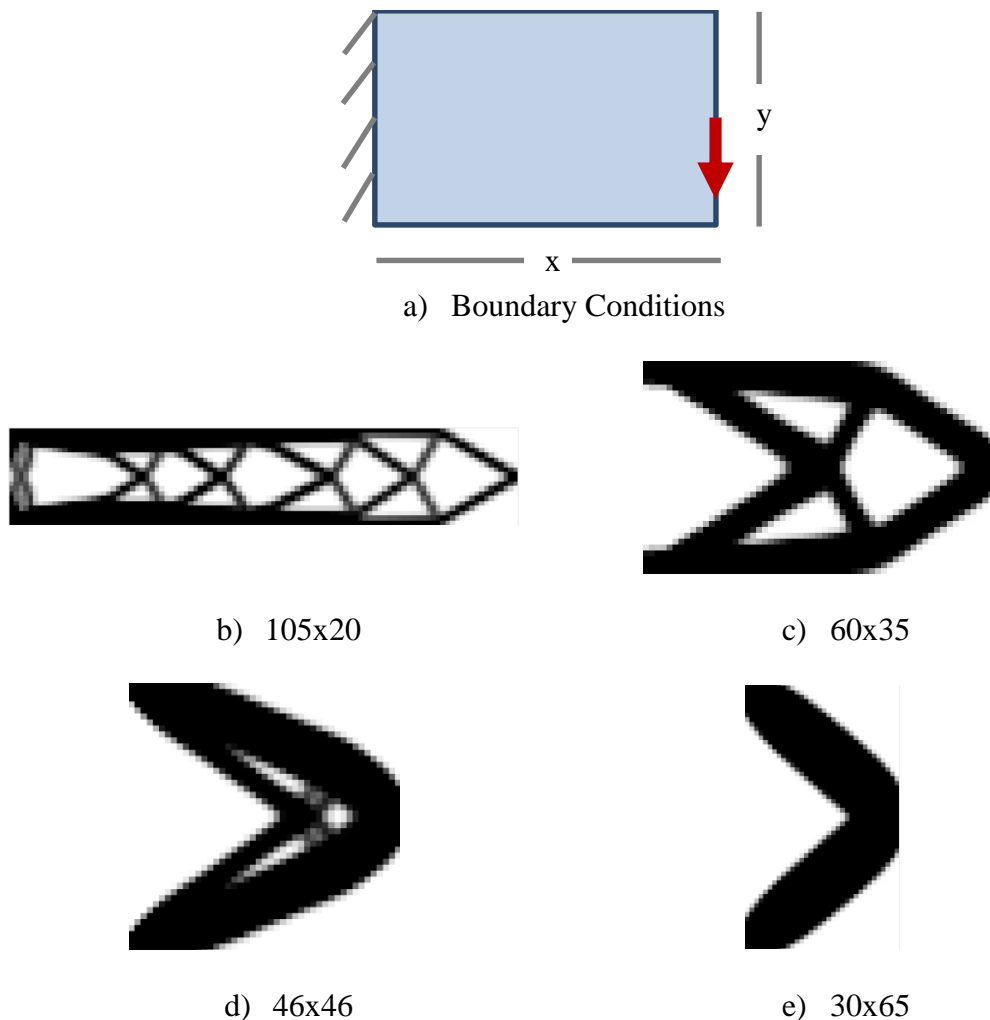 y
x
a) Boundary Conditions
b) 105x20
c) 60x35
d) 46x46
e) 30x65